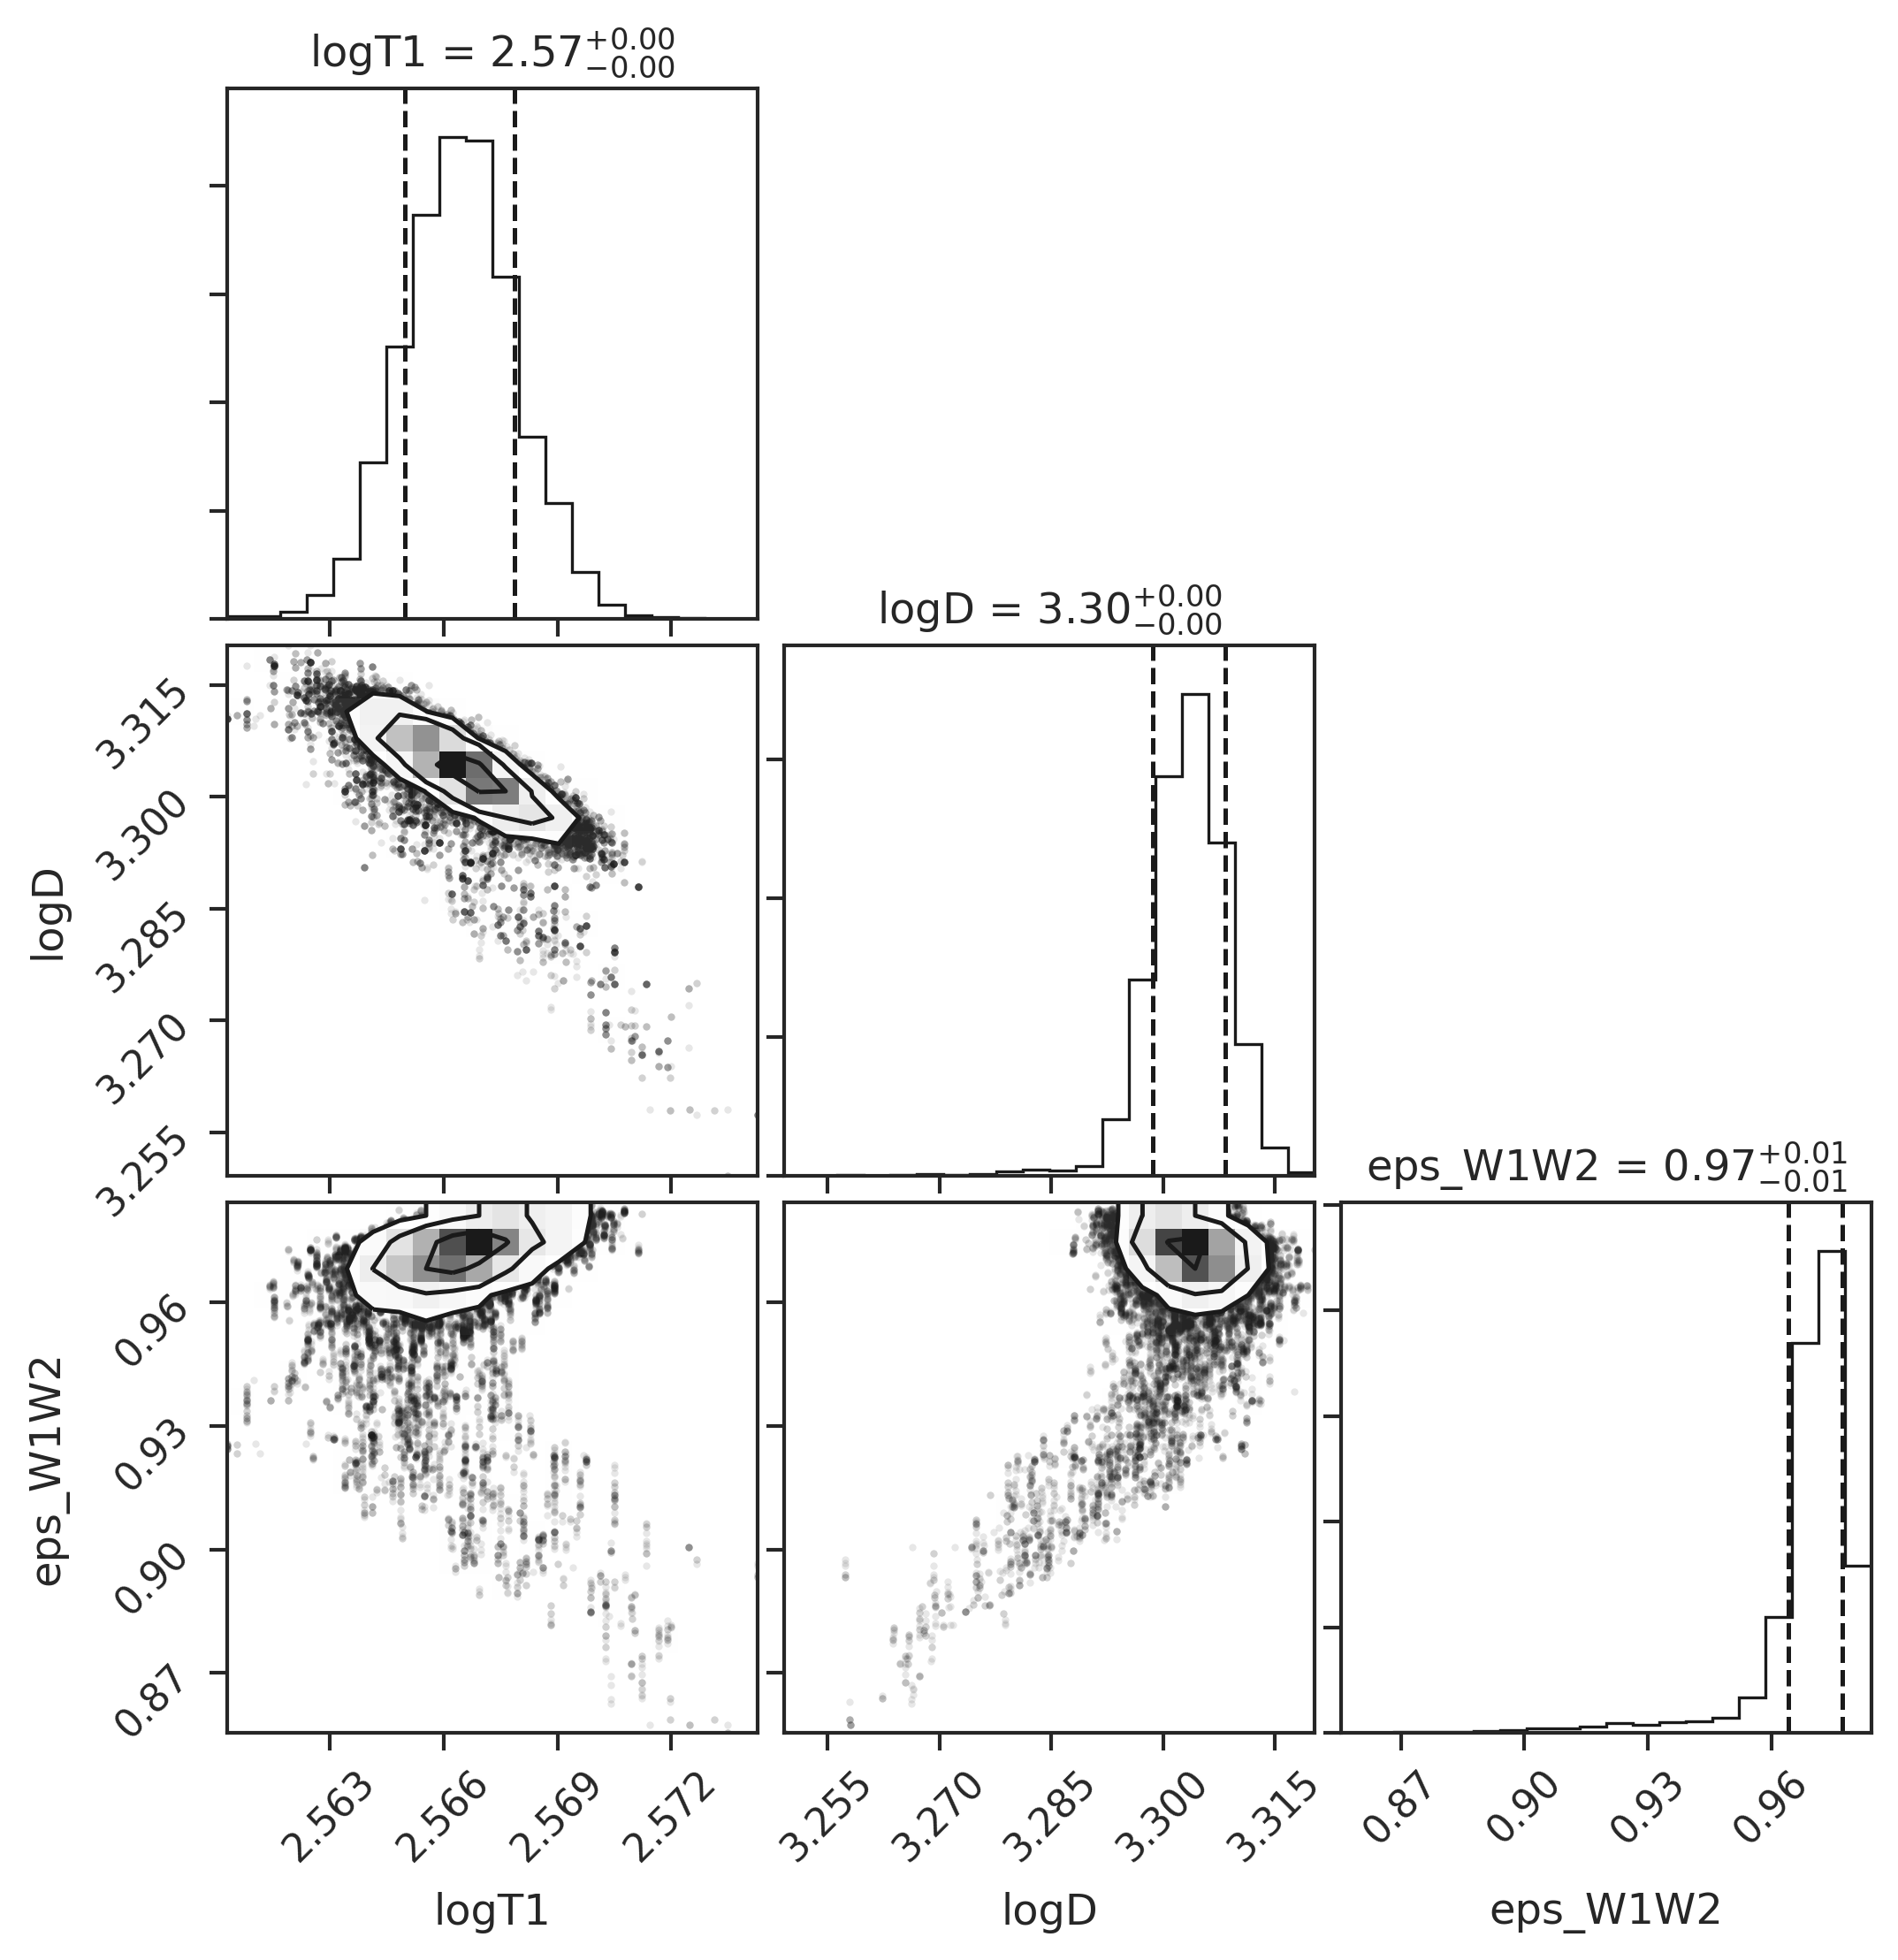 logT1 = 2.57+0.00 −0.00
logD = 3.30+0.00 −0.00
3.315
3.300
3.285
3.270
3.255
logD
eps_W1W2 = 0.97+0.01 −0.01
0.96
0.93
0.90
0.87
eps_W1W2
2.563 2.566 2.569 2.572
3.255 3.270 3.285 3.300 3.315
0.87 0.90 0.93 0.96
logT1 logD eps_W1W2